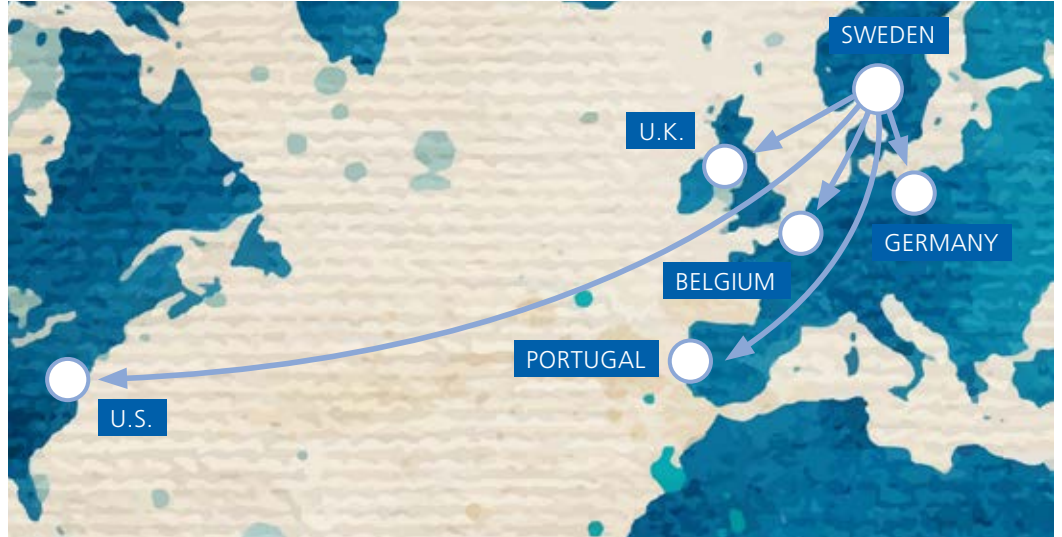 SWEDEN
U.K.
GERMANY
BELGIUM
PORTUGAL
U.S.